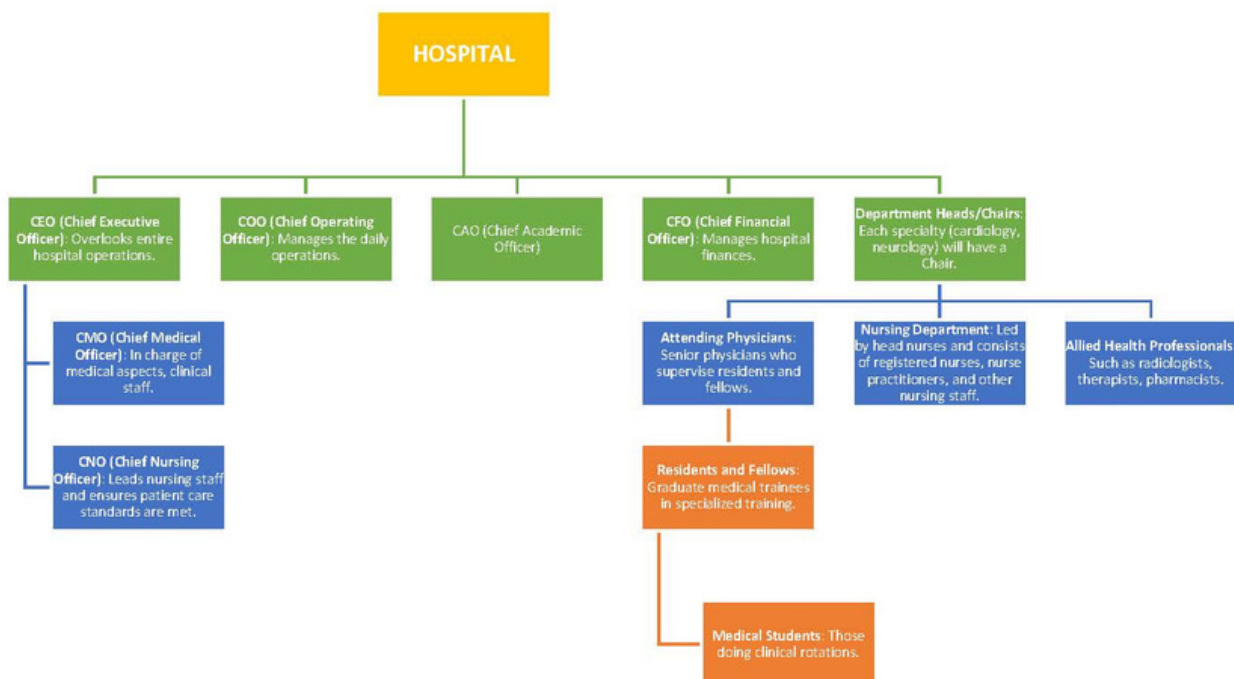 HOSPITAL
CEO (Chief Executive
Officer): Overlooks entire
hospital operations.
COO (Chief Operating
Officer): Manages the daily
operations.
CAO (Chief Academic
Officer)
CFO (Chief Financial
Officer): Manages hospital
finances.
Department Heads/Chairs:
Each specialty (cardiology,
neurology) will have a
Chair.
CMO (Chief Medical
Officer): In charge of
medical aspects, clinical
staff.
Attending Physicians:
Senior physicians who
supervise residents and
fellows.
Nursing Department: Led
by head nurses and consists
of registered nurses, nurse
practitioners, and other
nursing staff.
Allied Health Professionals
Such as radiologists,
therapists, pharmacists.
CNO (Chief Nursing
Officer): Leads nursing staff
and ensures patient care
standards are met.
Residents and Fellows:
Graduate medical trainees
in specialized training.
Medical Students: Those
doing clinical rotations.